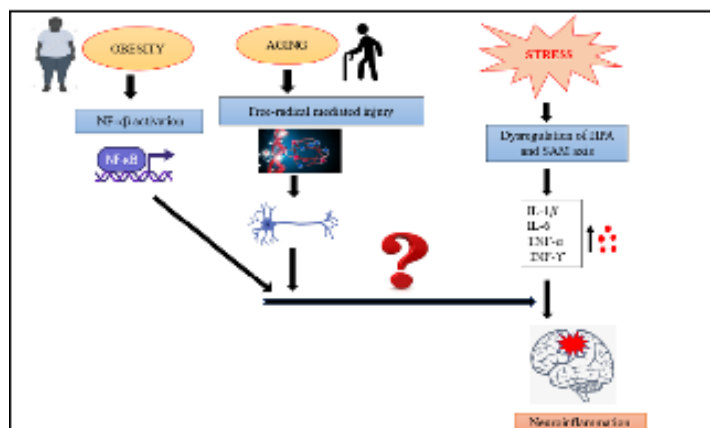 OBESITY
AGING
STRESS
NF-κβ activation
Free-radical mediated injury
Dysregulation of HPA
and SAM axis
NF-κB
IL-1β
IL-6
TNF-α
INF-ϒ
?
Neuroinflammation